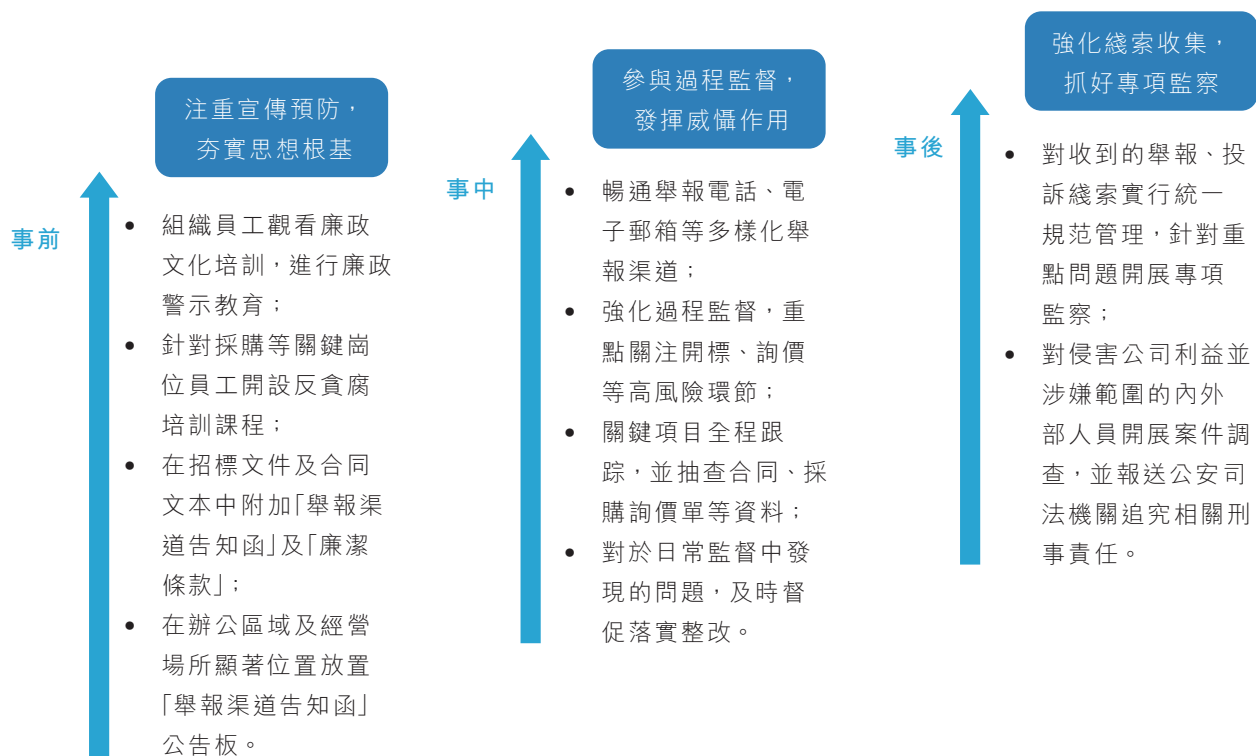 事前
注重宣傳預防，
夯實思想根基
• 組織員工觀看廉政
文化培訓，進行廉政
警示教育；
• 針對採購等關鍵崗
位員工開設反貪腐
培訓課程；
• 在招標文件及合同
文本中附加「舉報渠
道告知函」及「廉潔
條款」；
• 在辦公區域及經營
場所顯著位置放置
「舉報渠道告知函」
公告板。
事中
參與過程監督，
發揮威懾作用
• 暢通舉報電話、電
子郵箱等多樣化舉
報渠道；
• 強化過程監督，重
點關注開標、詢價
等高風險環節；
• 關鍵項目全程跟
踪，並抽查合同、採
購詢價單等資料；
• 對於日常監督中發
現的問題，及時督
促落實整改。
事後
強化綫索收集，
抓好專項監察
• 對收到的舉報、投
訴綫索實行統一
規范管理，針對重
點問題開展專項
監察；
• 對侵害公司利益並
涉嫌範圍的內外
部人員開展案件調
查，並報送公安司
法機關追究相關刑
事責任。